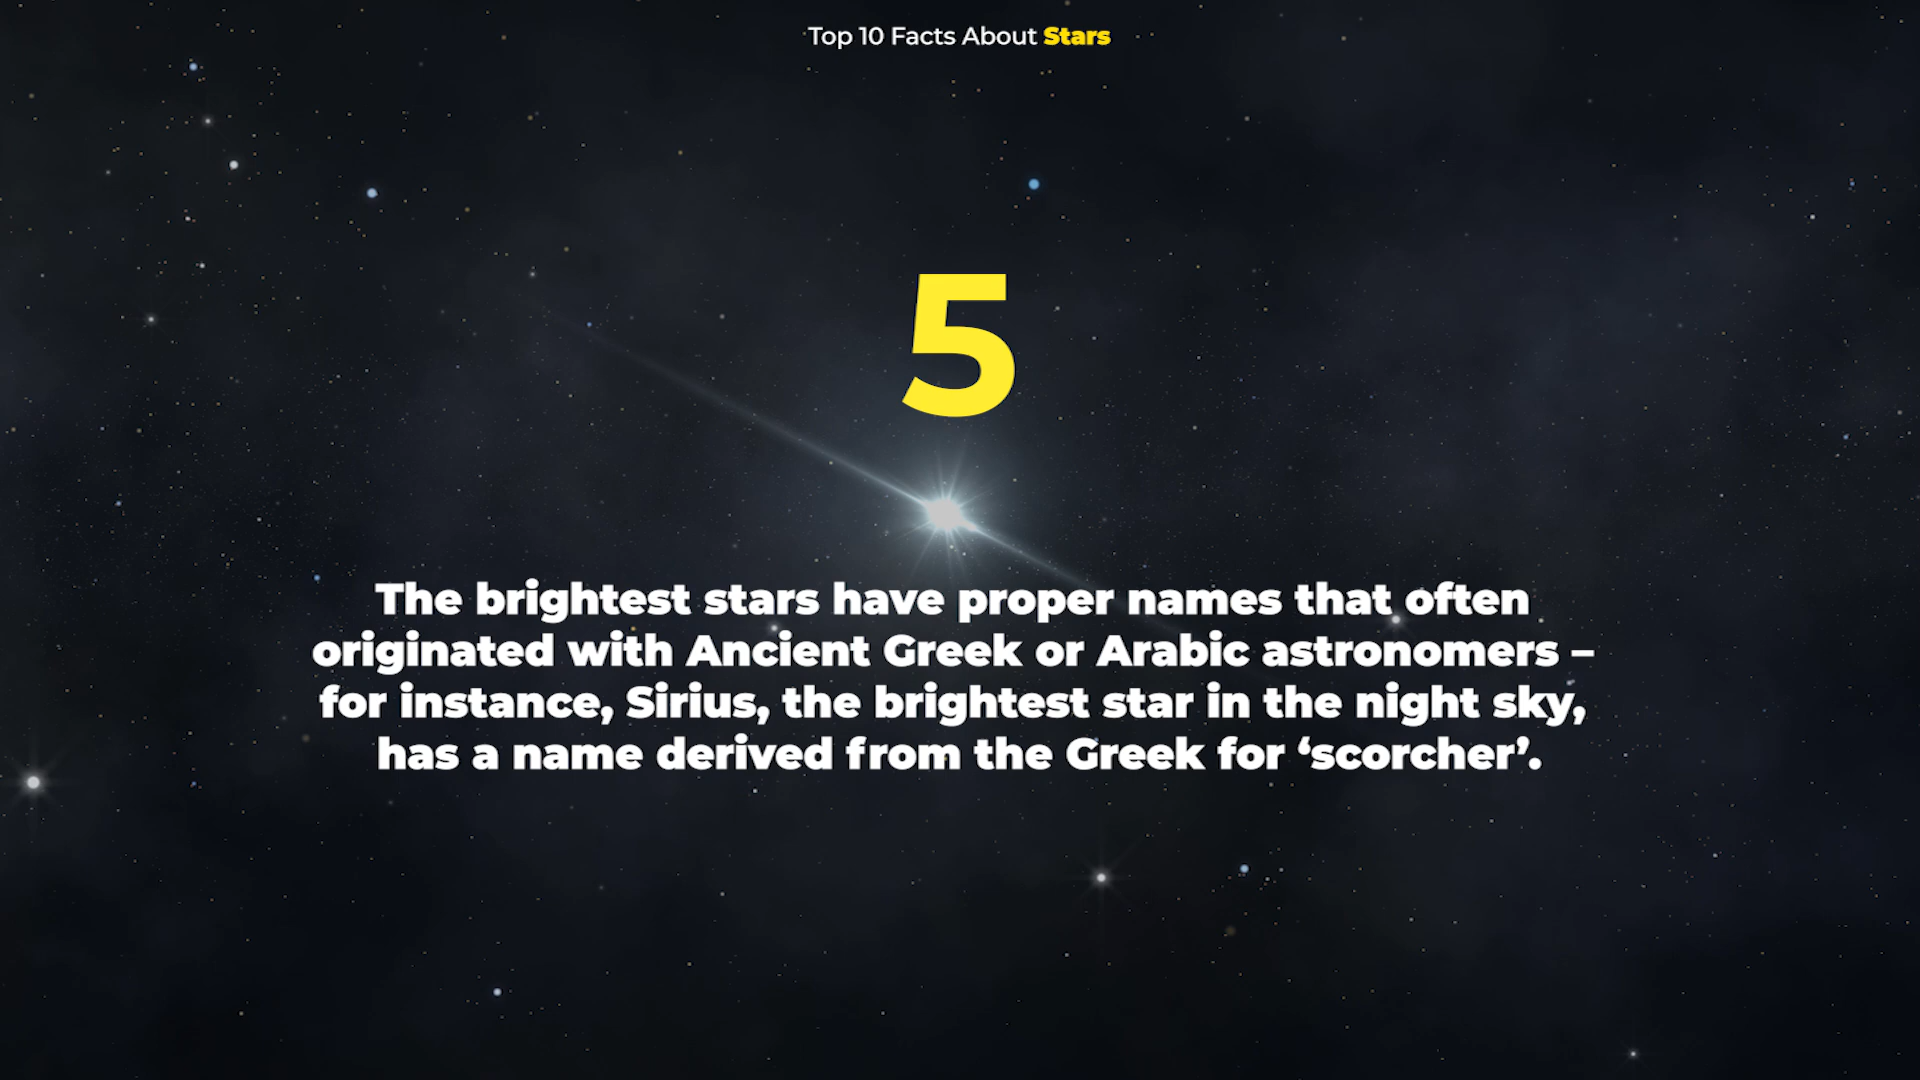 Top 10 Facts About Stars
5
The brightest stars have proper names that often
originated with Ancient Greek or Arabic astronomers –
for instance, Sirius, the brightest star in the night sky,
has a name derived from the Greek for ‘scorcher’.